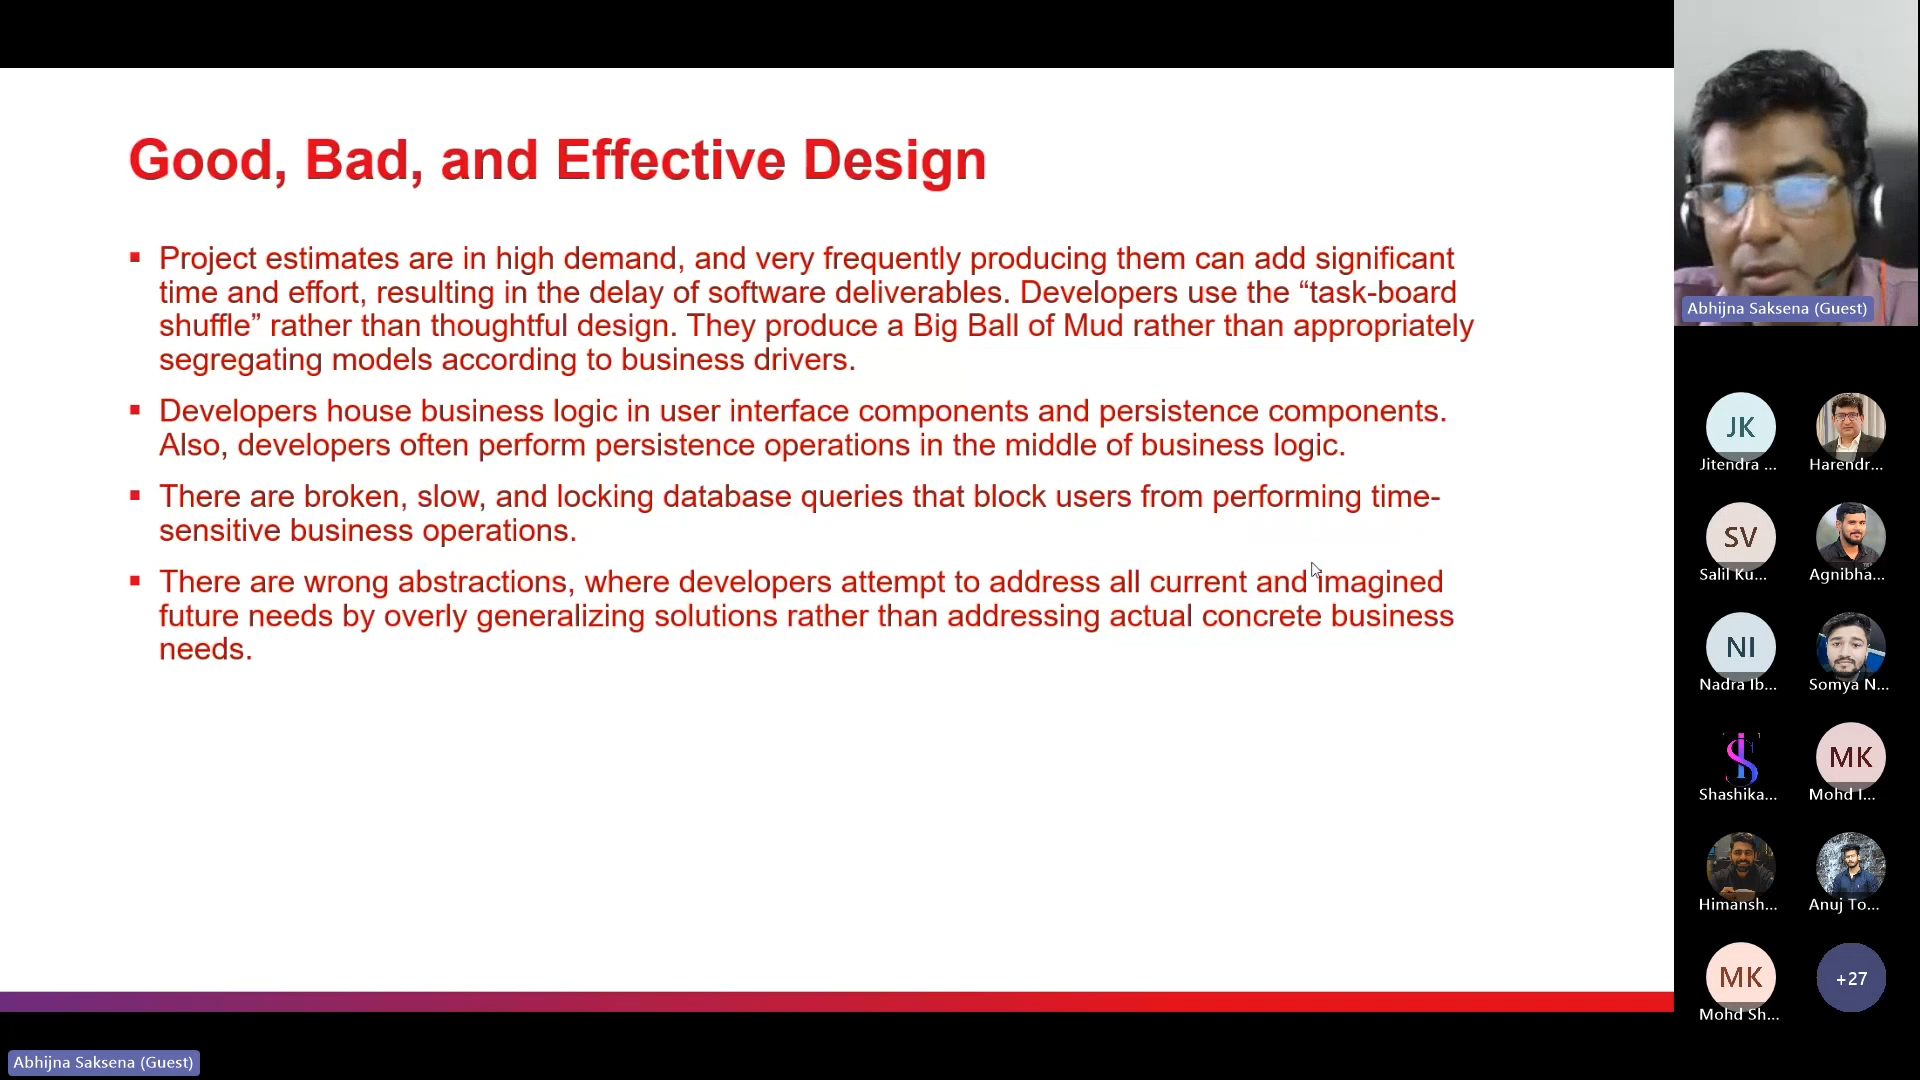 Good, Bad, and Effective Design
Project estimates are in high demand, and very frequently producing them can add significant
time and effort, resulting in the delay of software deliverables. Developers use the “task-board
shuffle” rather than thoughtful design. They produce a Big Ball of Mud rather than appropriately
segregating models according to business drivers.
Developers house business logic in user interface components and persistence components.
Also, developers often perform persistence operations in the middle of business logic.
There are broken, slow, and locking database queries that block users from performing time-
sensitive business operations.
There are wrong abstractions, where developers attempt to address all current and imagined
future needs by overly generalizing solutions rather than addressing actual concrete business
needs.
Abhijna Saksena (Guest)
JK
Jitendra ...
Harendr...
SV
Salil Ku...
Agnibha...
NI
Nadra Ib...
Somya N...
Shashika...
MK
Mohd I...
Himansh...
Anuj To...
MK
Mohd Sh...
+27
Abhijna Saksena (Guest)